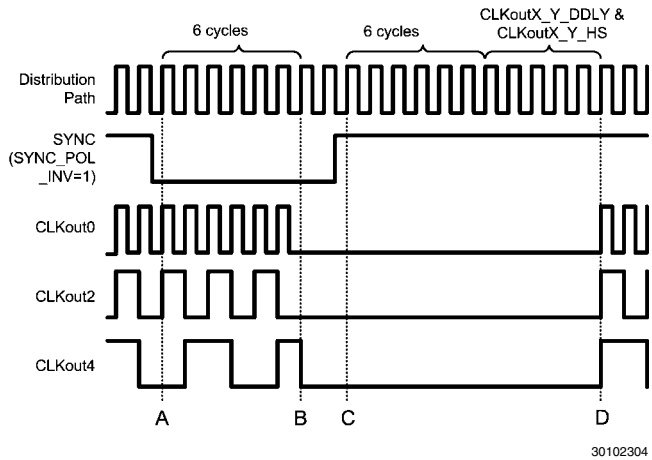 CLKoutX_Y_DDLY &
CLKoutX_Y_HS
6 cycles
6 cycles
Distribution
Path
SYNC
(SYNC_POL
_INV=1)
CLKout0
CLKout2
CLKout4
A
B
C
D
30102304